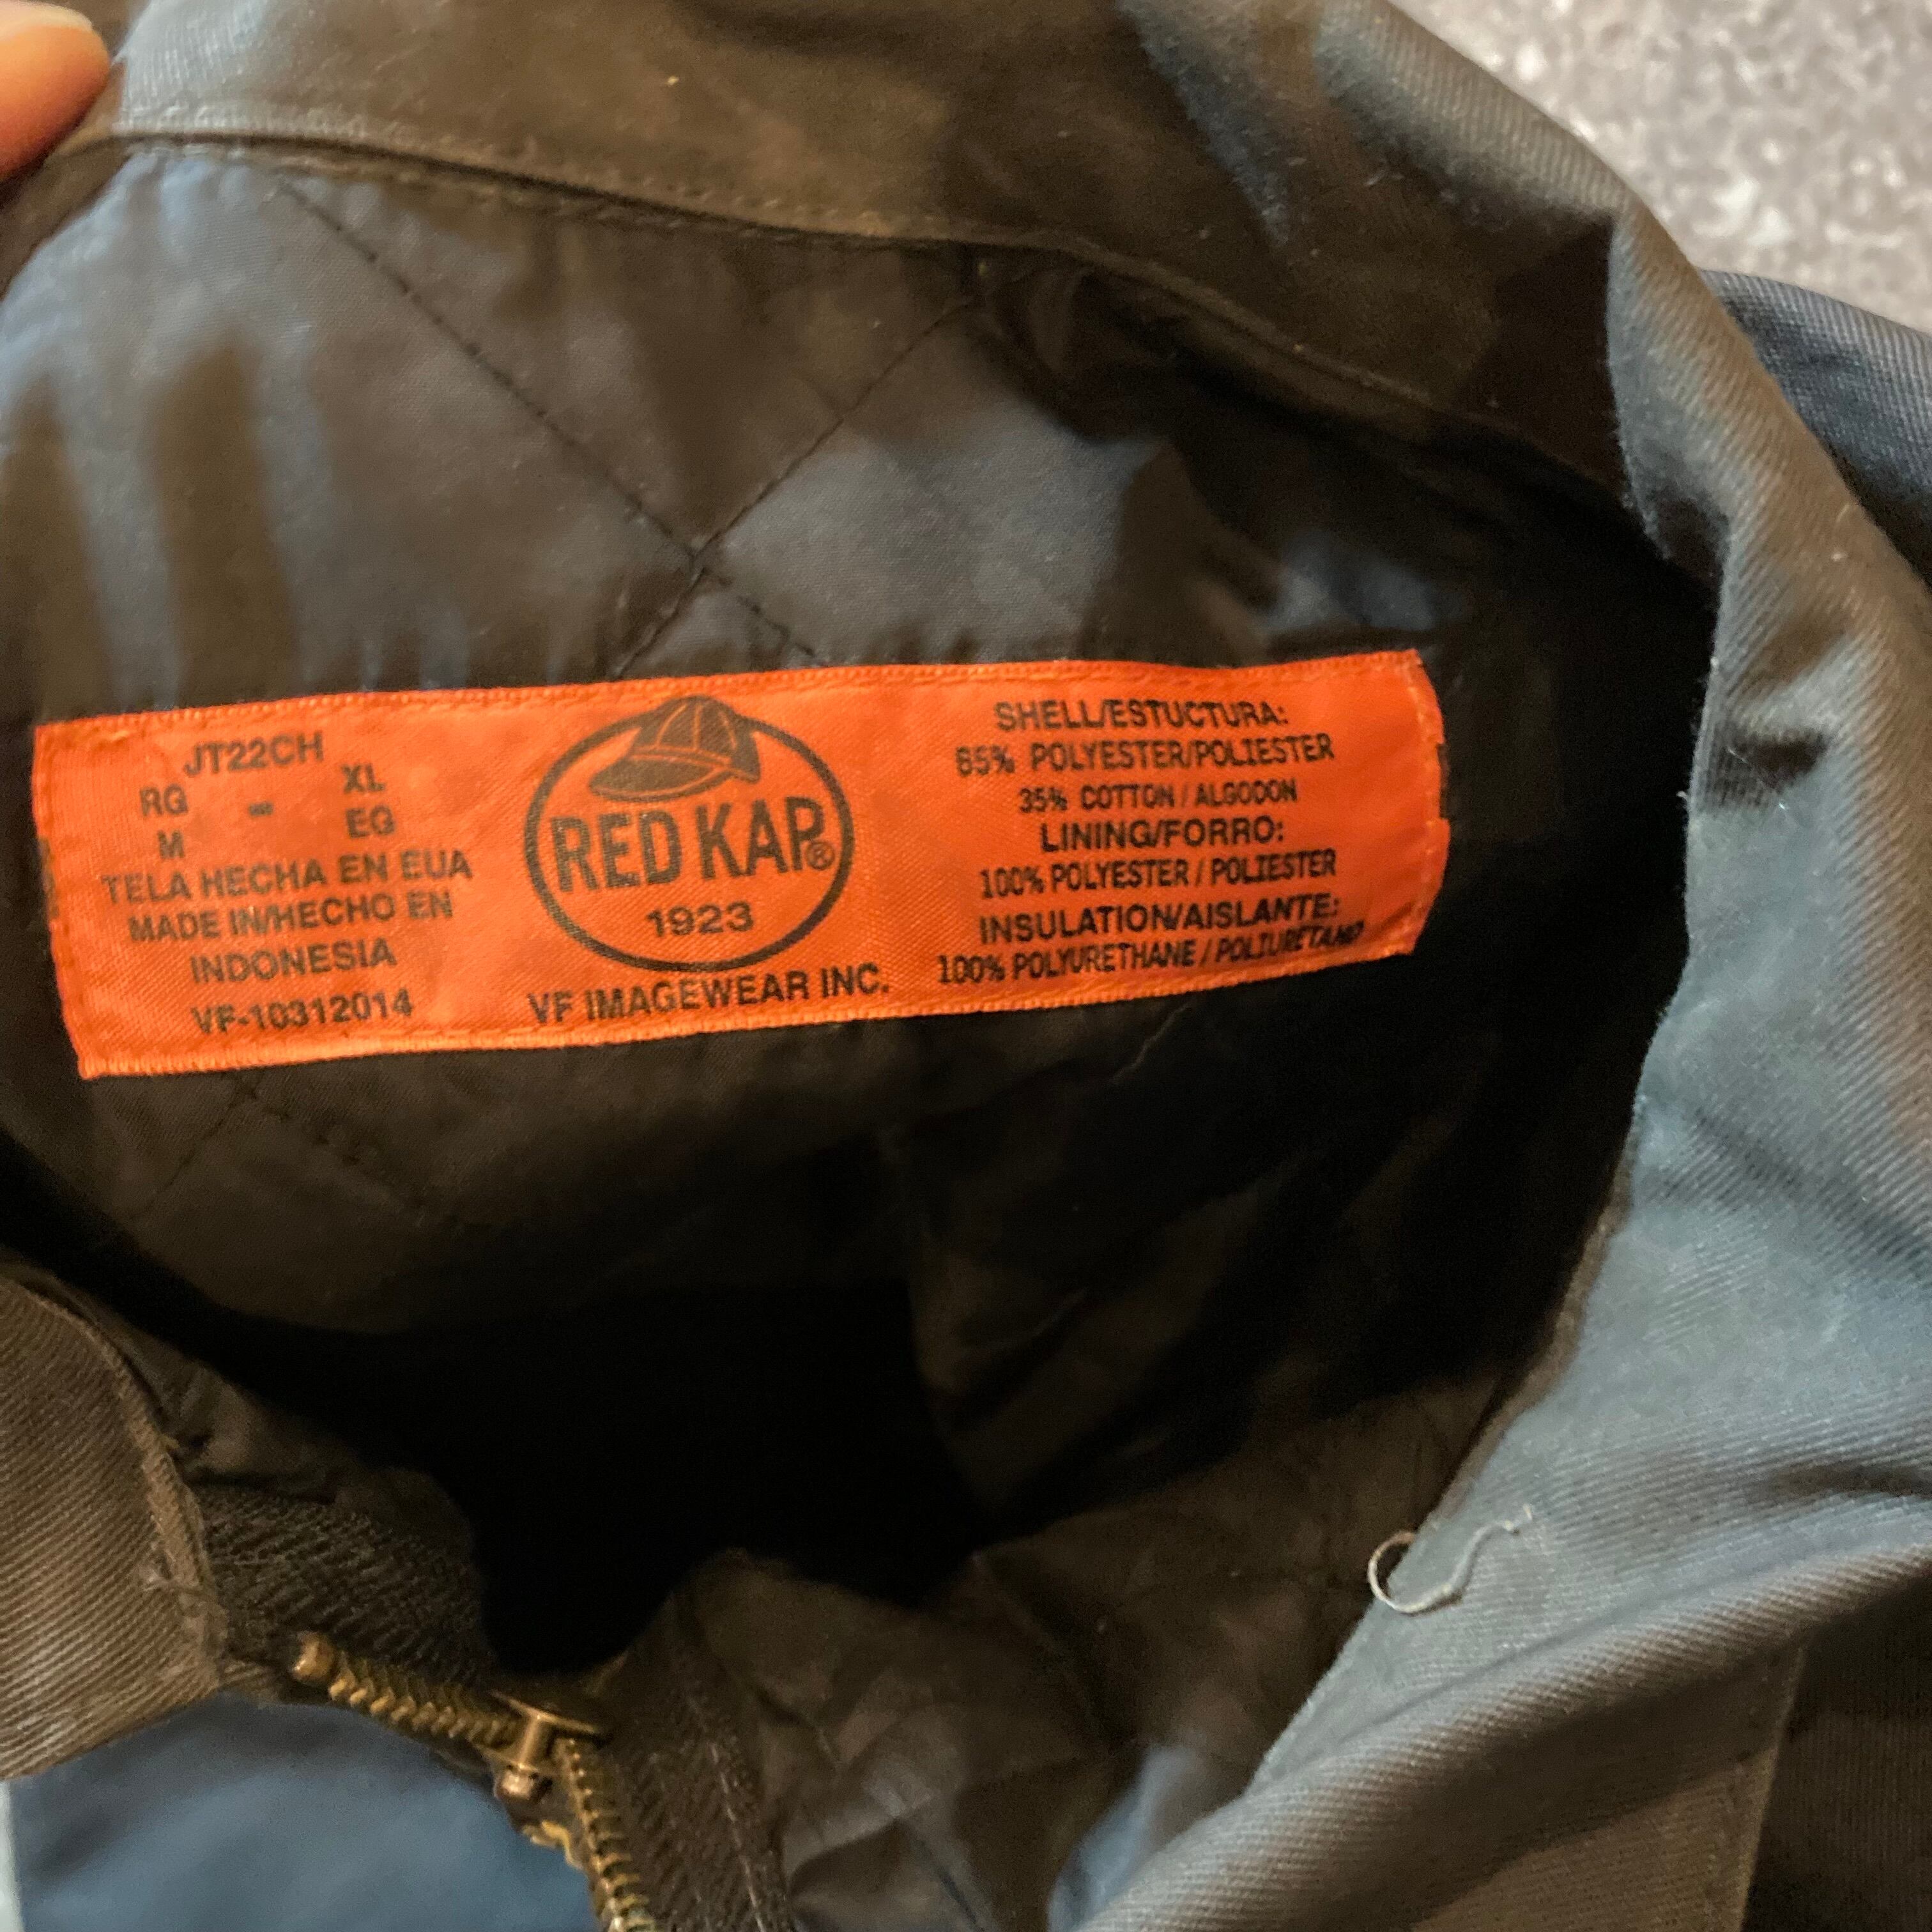 JT22CH
RG - XL
M EG
TELA HECHA EN EUA
MADE IN/HECHO EN
INDONESIA
VF-10312014
RED KAP®
1923
VF IMAGEWEAR INC.
SHELL/ESTUCTURA:
65% POLYESTER/POLIESTER
35% COTTON / ALGODON
LINING/FORRO:
100% POLYESTER / POLIESTER
INSULATION/AISLANTE:
100% POLYURETHANE / POLIURETANO